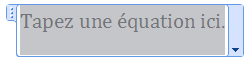 Tapez une équation ici.